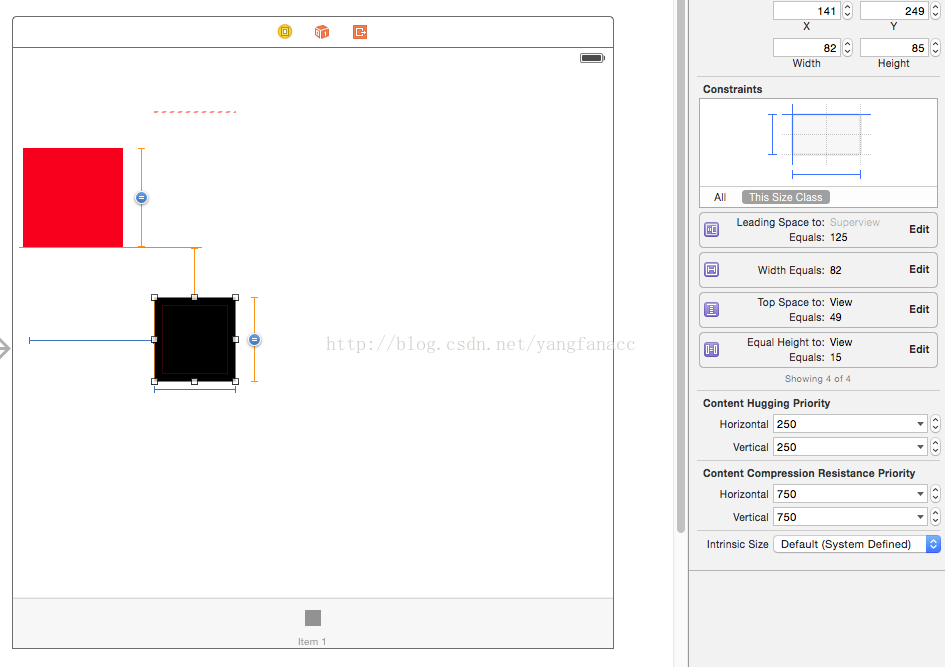 141
249
X
Y
82
85
Width
Height
Constraints
All
This Size Class
Leading Space to: Superview
Equals: 125
Edit
Width Equals: 82
Edit
Top Space to: View
Equals: 49
Edit
Equal Height to: View
Equals: 15
Edit
Showing 4 of 4
Content Hugging Priority
Horizontal 250
Vertical 250
Content Compression Resistance Priority
Horizontal 750
Vertical 750
Intrinsic Size Default (System Defined)
http://blog.csdn.net/yangfanacc
Item 1